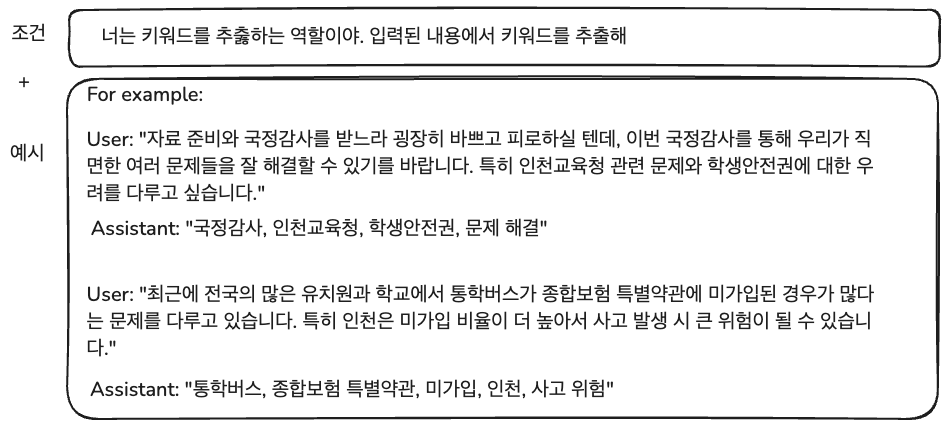 조건
너는 키워드를 추츯하는 역할이야. 입력된 내용에서 키워드를 추출해
+
For example:
예시
User: "자료 준비와 국정감사를 받느라 굉장히 바쁘고 피로하실 텐데, 이번 국정감사를 통해 우리가 직
면한 여러 문제들을 잘 해결할 수 있기를 바랍니다. 특히 인천교육청 관련 문제와 학생안전권에 대한 우
려를 다루고 싶습니다."
Assistant: "국정감사, 인천교육청, 학생안전권, 문제 해결"
User: "최근에 전국의 많은 유치원과 학교에서 통학버스가 종합보험 특별약관에 미가입된 경우가 많다
는 문제를 다루고 있습니다. 특히 인천은 미가입 비율이 더 높아서 사고 발생 시 큰 위험이 될 수 있습니
다."
Assistant: "통학버스, 종합보험 특별약관, 미가입, 인천, 사고 위험"